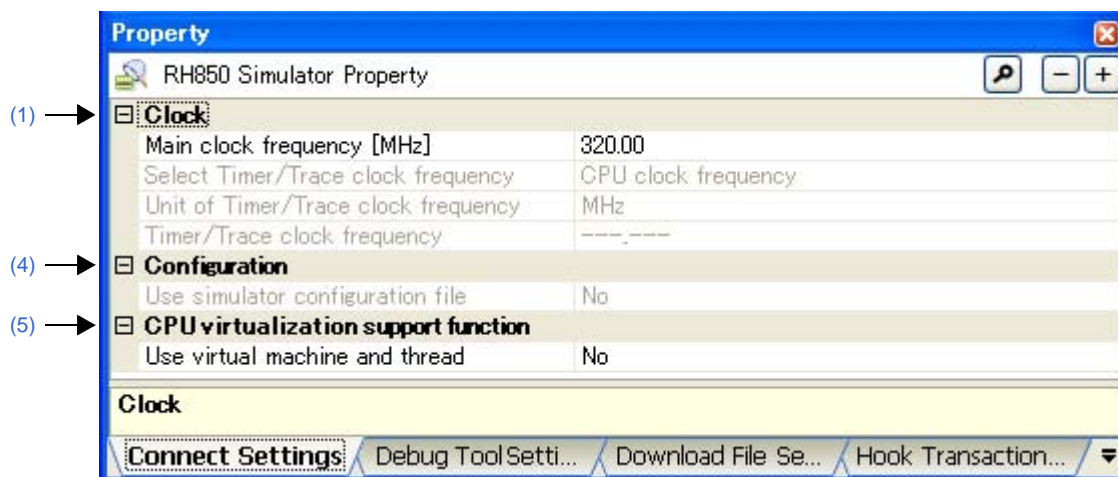 Property
RH850 Simulator Property
(1) Clock
Main clock frequency [MHz] 320.00
Select Timer/Trace clock frequency CPU clock frequency
Unit of Timer/Trace clock frequency MHz
Timer/Trace clock frequency ---.---
(4) Configuration
Use simulator configuration file No
(5) CPU virtualization support function
Use virtual machine and thread No
Clock
Connect Settings Debug Tool Setti... Download File Se... Hook Transaction...